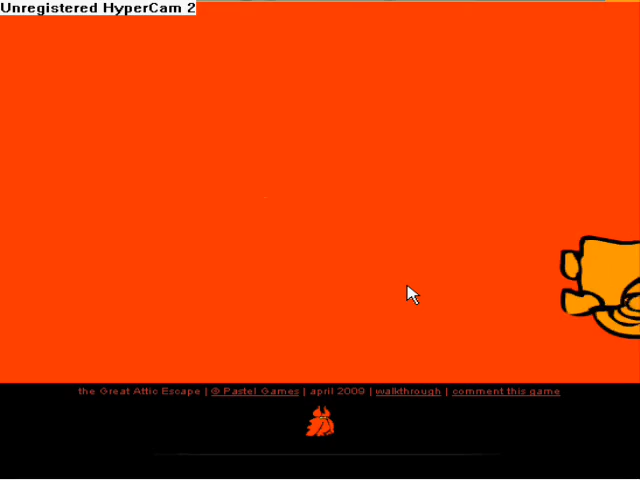 Unregistered HyperCam 2
the Great Attic Escape | © Pastel Games | april 2009 | walkthrough | comment this game